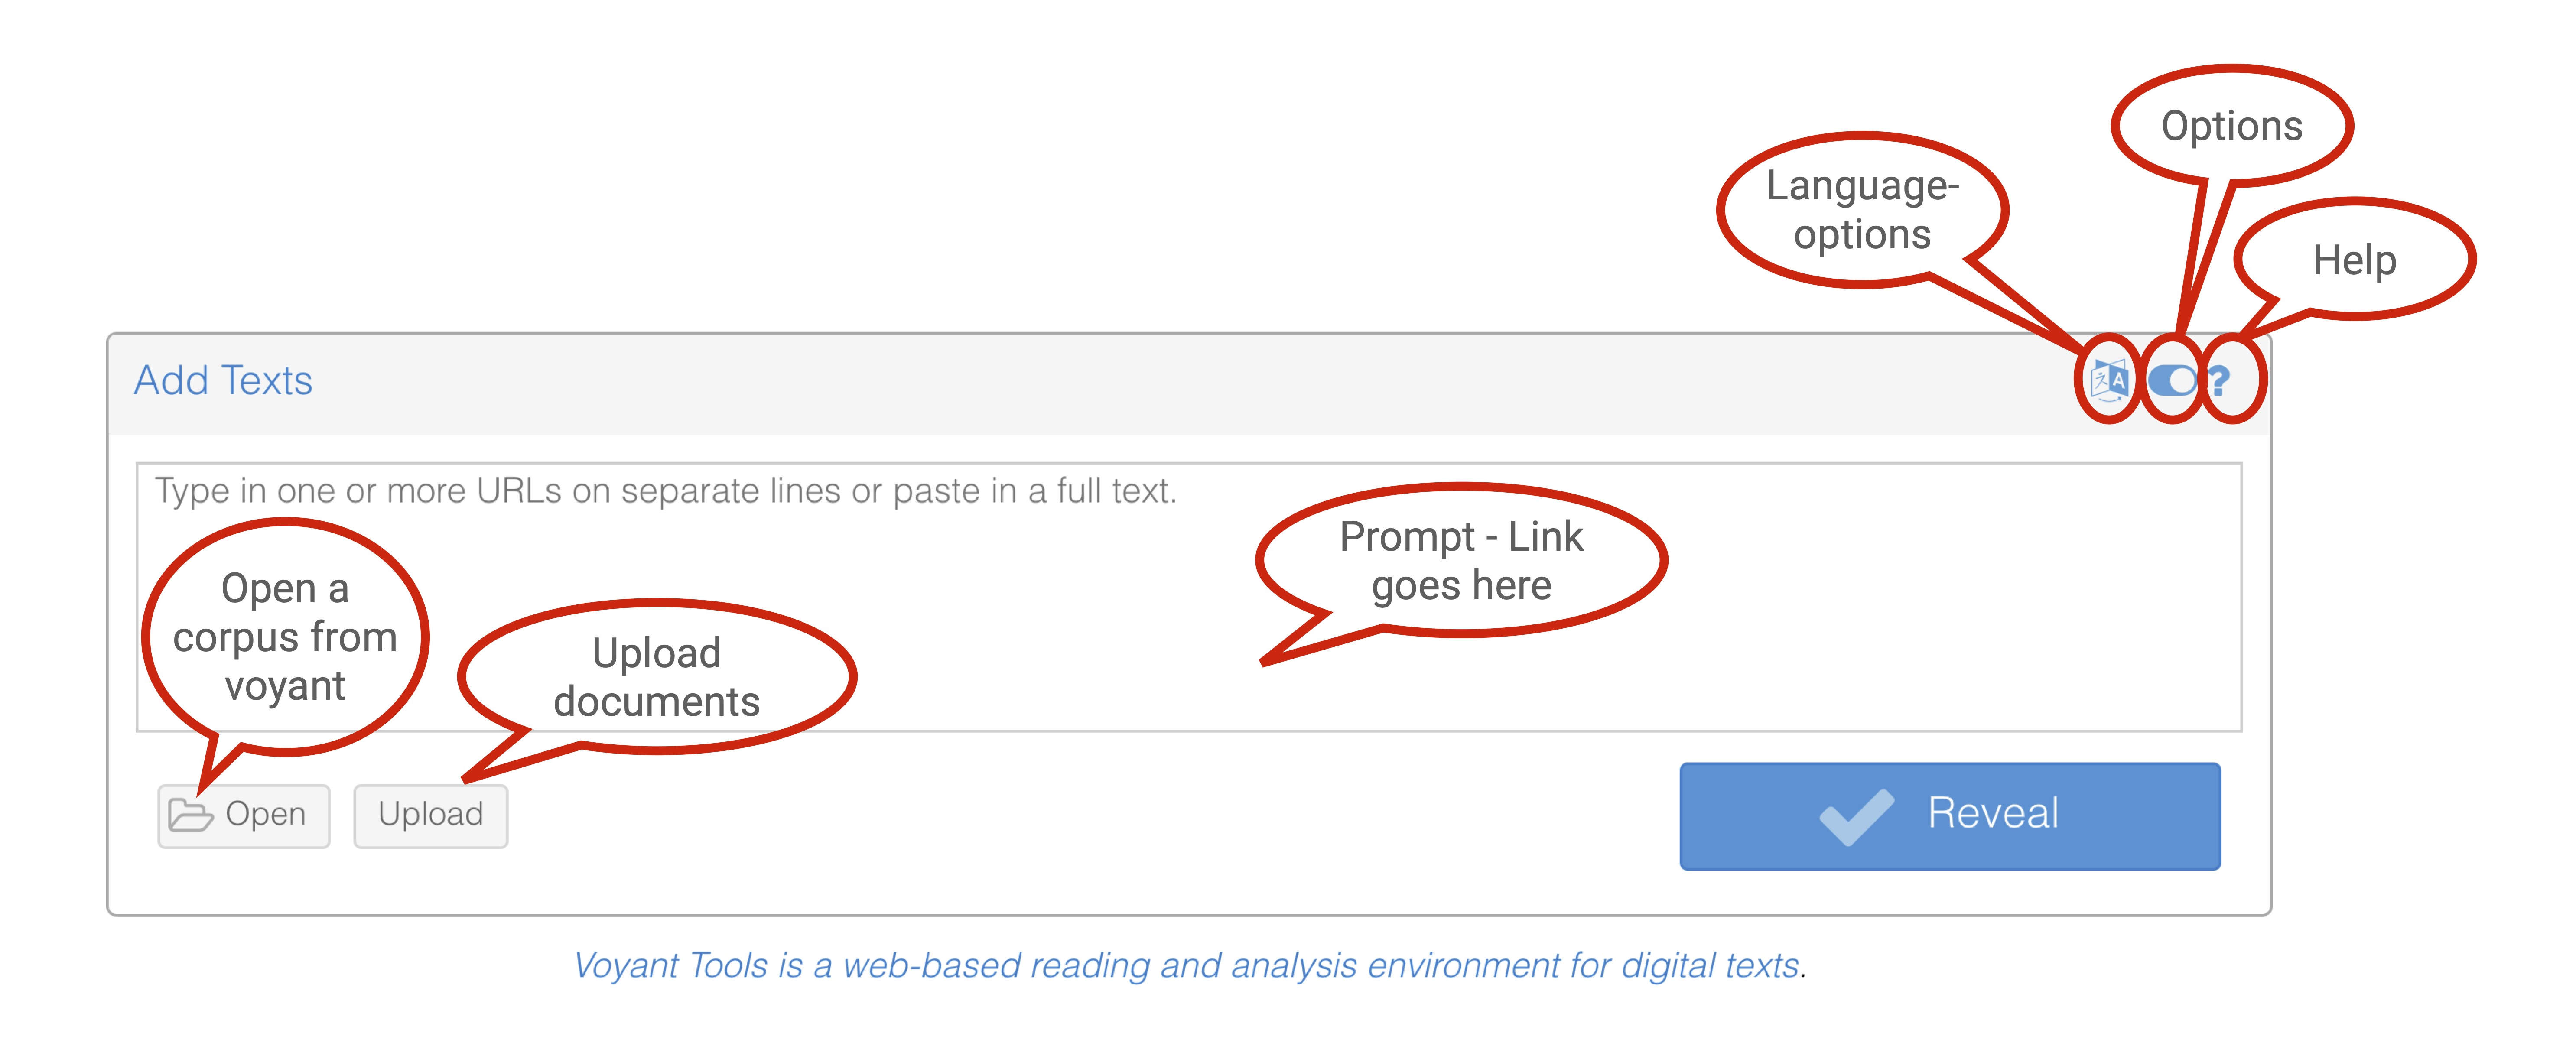 Options
Language-
options
Help
Add Texts
?
Type in one or more URLs on separate lines or paste in a full text.
Prompt - Link
goes here
Open a
corpus from
voyant
Upload
documents
Open
Upload
Reveal
Voyant Tools is a web-based reading and analysis environment for digital texts.